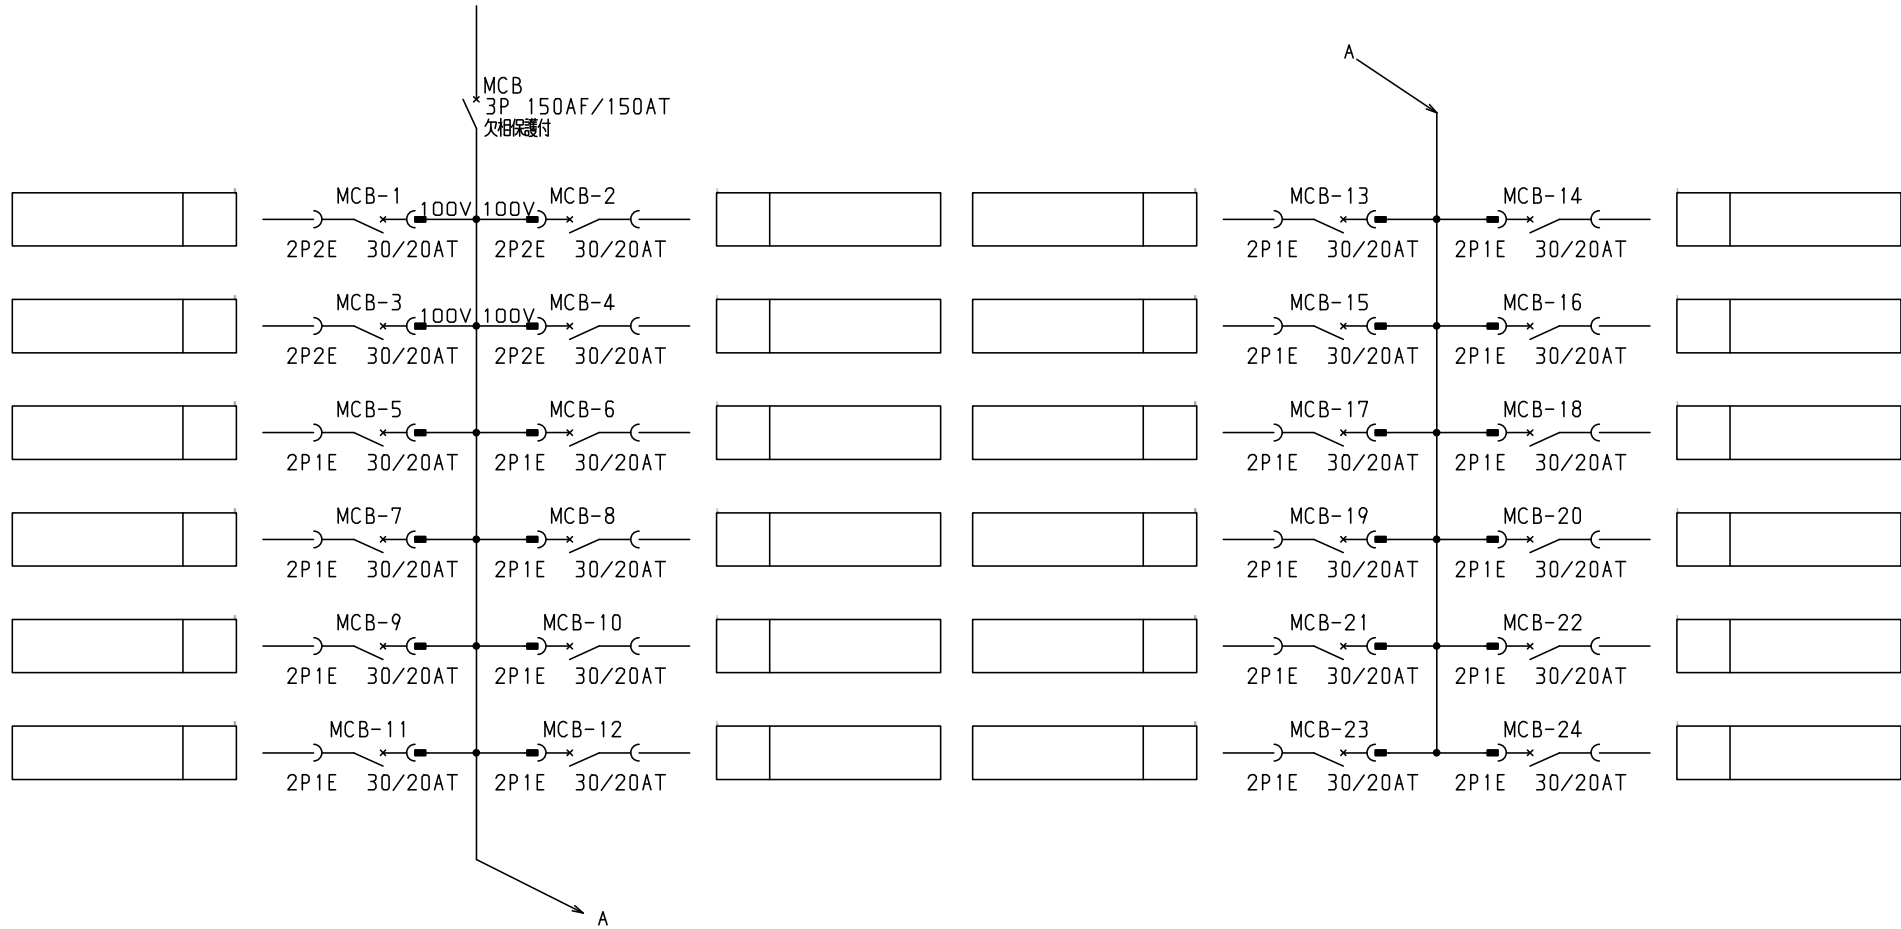 MCB
3P 150AF/150AT
欠相保護付
MCB-1 100V 100V MCB-2
2P2E 30/20AT 2P2E 30/20AT
MCB-3 100V 100V MCB-4
2P2E 30/20AT 2P2E 30/20AT
MCB-5 MCB-6
2P1E 30/20AT 2P1E 30/20AT
MCB-7 MCB-8
2P1E 30/20AT 2P1E 30/20AT
MCB-9 MCB-10
2P1E 30/20AT 2P1E 30/20AT
MCB-11 MCB-12
2P1E 30/20AT 2P1E 30/20AT
A
A
MCB-13 MCB-14
2P1E 30/20AT 2P1E 30/20AT
MCB-15 MCB-16
2P1E 30/20AT 2P1E 30/20AT
MCB-17 MCB-18
2P1E 30/20AT 2P1E 30/20AT
MCB-19 MCB-20
2P1E 30/20AT 2P1E 30/20AT
MCB-21 MCB-22
2P1E 30/20AT 2P1E 30/20AT
MCB-23 MCB-24
2P1E 30/20AT 2P1E 30/20AT